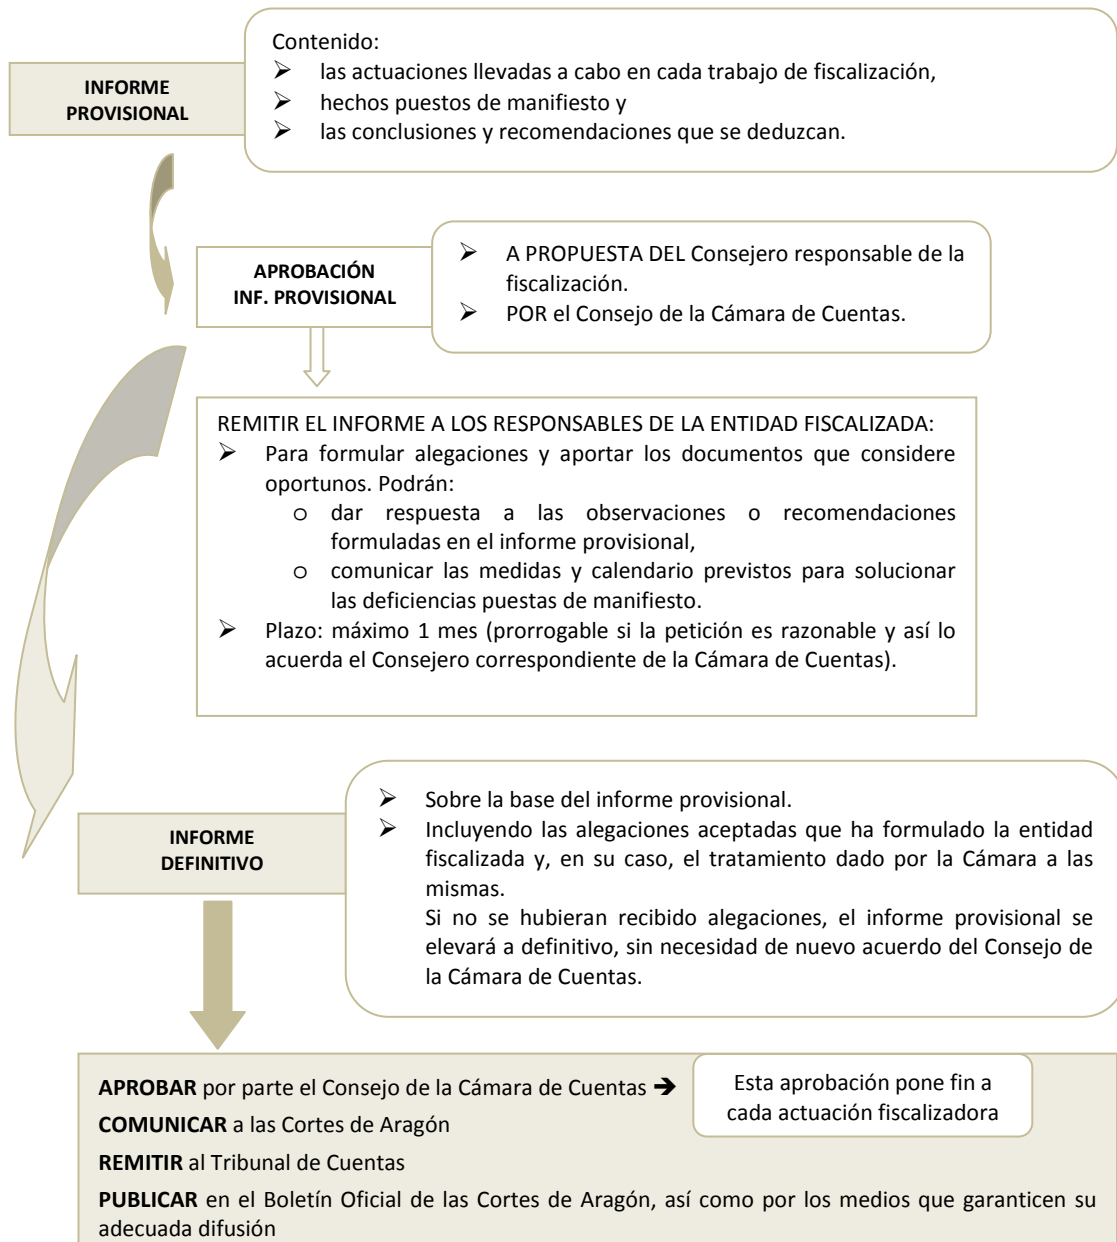 INFORME
PROVISIONAL
Contenido:
➢ las actuaciones llevadas a cabo en cada trabajo de fiscalización,
➢ hechos puestos de manifiesto y
➢ las conclusiones y recomendaciones que se deduzcan.
APROBACIÓN
INF. PROVISIONAL
➢ A PROPUESTA DEL Consejero responsable de la
fiscalización.
➢ POR el Consejo de la Cámara de Cuentas.
REMITIR EL INFORME A LOS RESPONSABLES DE LA ENTIDAD FISCALIZADA:
➢ Para formular alegaciones y aportar los documentos que considere
oportunos. Podrán:
o dar respuesta a las observaciones o recomendaciones
formuladas en el informe provisional,
o comunicar las medidas y calendario previstos para solucionar
las deficiencias puestas de manifiesto.
➢ Plazo: máximo 1 mes (prorrogable si la petición es razonable y así lo
acuerda el Consejero correspondiente de la Cámara de Cuentas).
INFORME
DEFINITIVO
➢ Sobre la base del informe provisional.
➢ Incluyendo las alegaciones aceptadas que ha formulado la entidad
fiscalizada y, en su caso, el tratamiento dado por la Cámara a las
mismas.
Si no se hubieran recibido alegaciones, el informe provisional se
elevará a definitivo, sin necesidad de nuevo acuerdo del Consejo de
la Cámara de Cuentas.
APROBAR por parte el Consejo de la Cámara de Cuentas ➔
Esta aprobación pone fin a
cada actuación fiscalizadora
COMUNICAR a las Cortes de Aragón
REMITIR al Tribunal de Cuentas
PUBLICAR en el Boletín Oficial de las Cortes de Aragón, así como por los medios que garanticen su
adecuada difusión